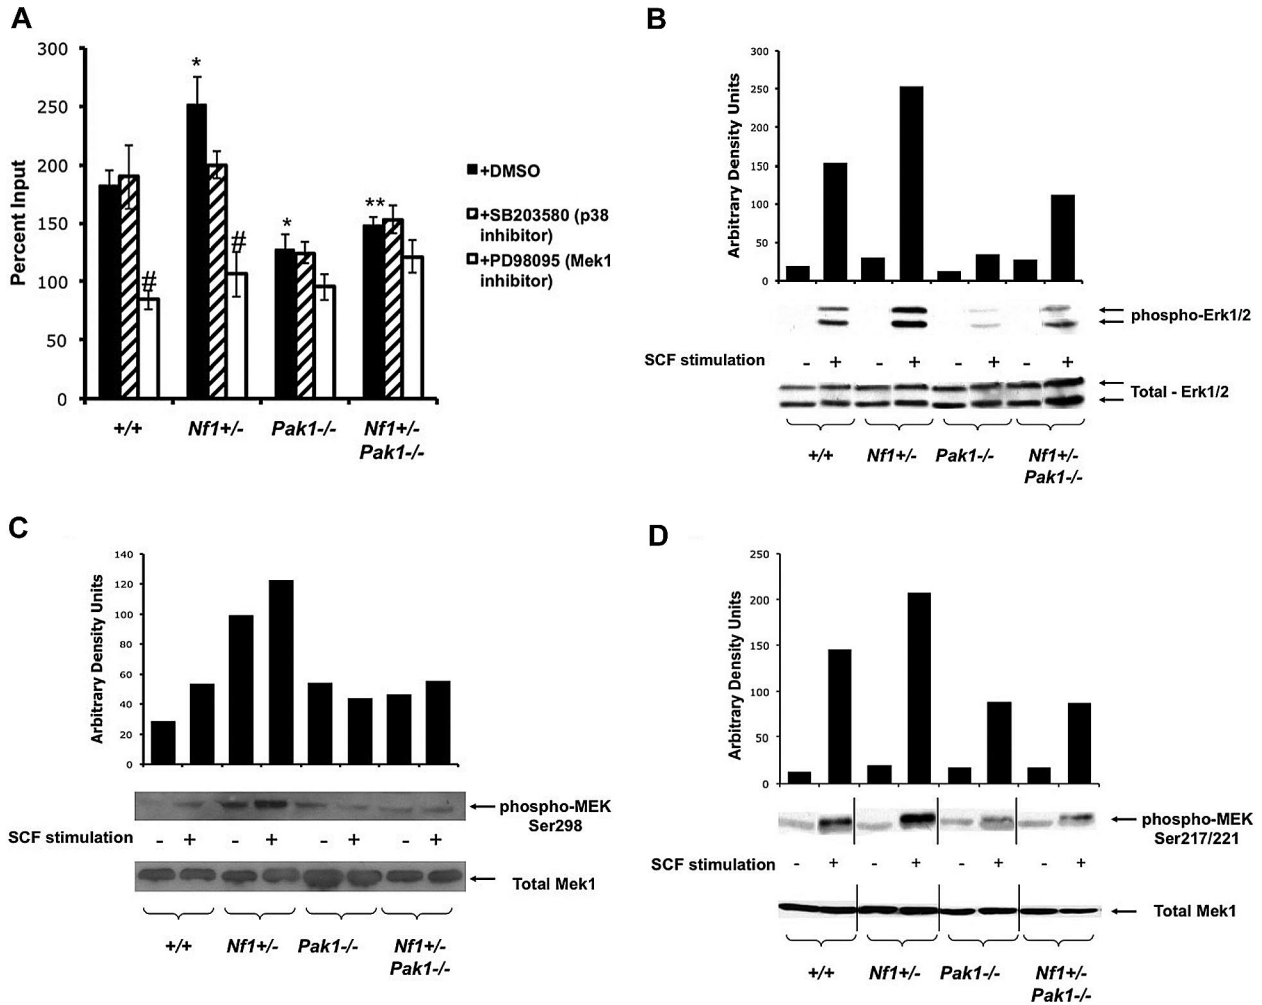 A
300
250
200
150
100
50
0
Percent Input
*
#
#
*
**
+/+
Nf1+/-
Pak1-/-
Nf1+/-
Pak1-/-
+DMSO
+SB203580 (p38
inhibitor)
+PD98095 (Mek1
inhibitor)
B
300
250
200
150
100
50
0
Arbitrary Density Units
phospho-Erk1/2
SCF stimulation - + - + - + - +
Total - Erk1/2
+/+
Nf1+/-
Pak1-/-
Nf1+/-
Pak1-/-
C
140
120
100
80
60
40
20
0
Arbitrary Density Units
phospho-MEK
Ser298
SCF stimulation - + - + - + - +
Total Mek1
+/+
Nf1+/-
Pak1-/-
Nf1+/-
Pak1-/-
D
250
200
150
100
50
0
Arbitrary Density Units
phospho-MEK
Ser217/221
SCF stimulation - + - + - + - +
Total Mek1
+/+
Nf1+/-
Pak1-/-
Nf1+/-
Pak1-/-